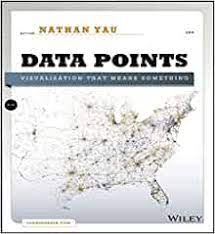 NATHAN YAU
DATA POINTS
VISUALIZATION THAT MEANS SOMETHING
WILEY